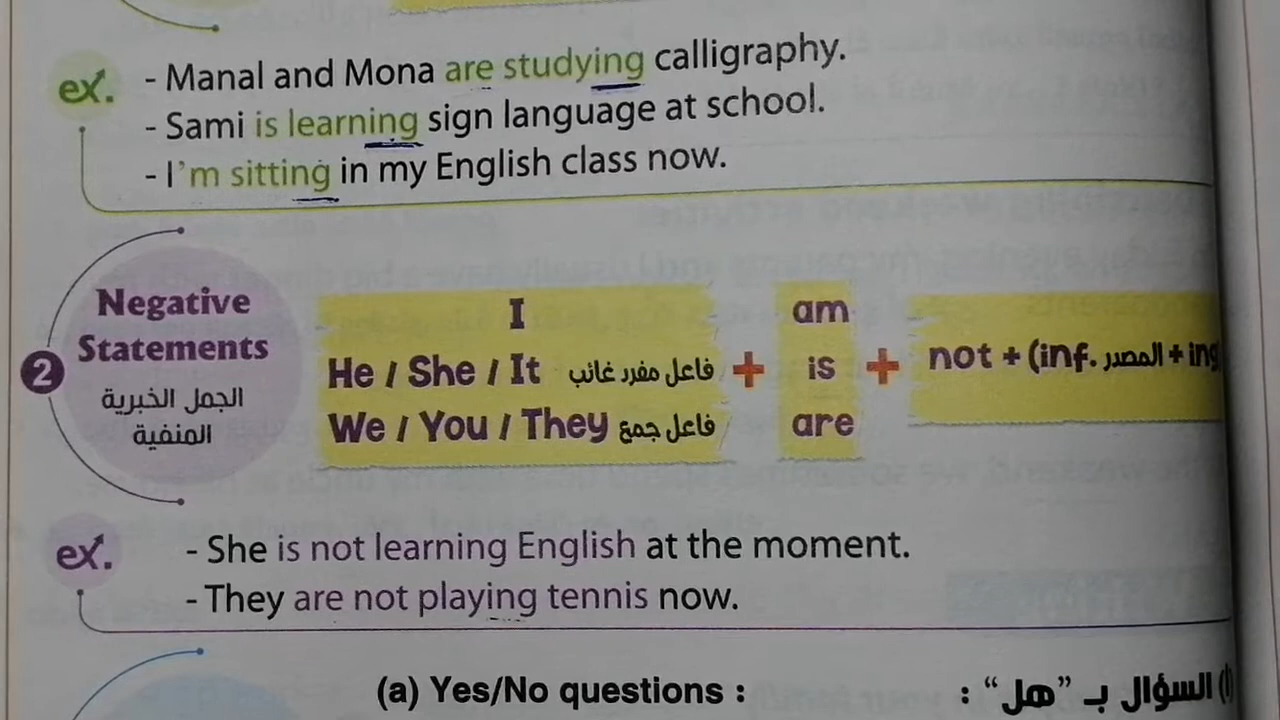 ex. - Manal and Mona are studying calligraphy.
- Sami is learning sign language at school.
- I'm sitting in my English class now.
2 Negative Statements
الجمل الخبرية
المنفية
I + am + not + (inf. المصدر + ing
He / She / It فاعل مفرد غائب is
We / You / They فاعل جمع are
ex. - She is not learning English at the moment.
- They are not playing tennis now.
(a) Yes/No questions : (أ) السؤال بـ "هل" :